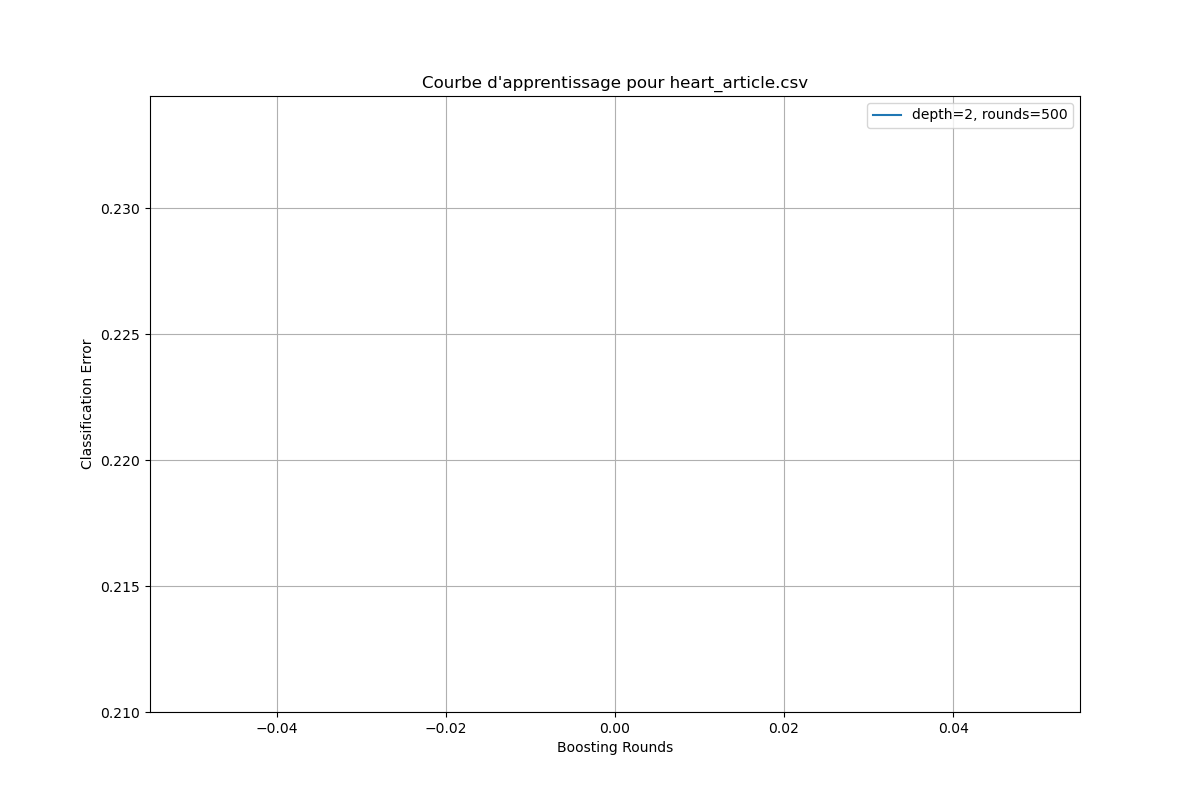 Courbe d'apprentissage pour heart_article.csv
depth=2, rounds=500
0.230
0.225
0.220
0.215
0.210
Classification Error
−0.04
−0.02
0.00
0.02
0.04
Boosting Rounds